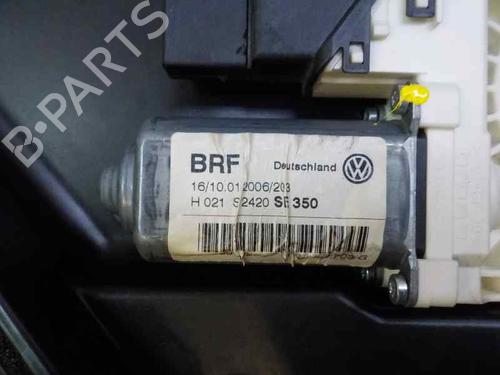 B-PARTS
BRF Deutschland
16/10.012006/203
H 021 S2420 SE 350